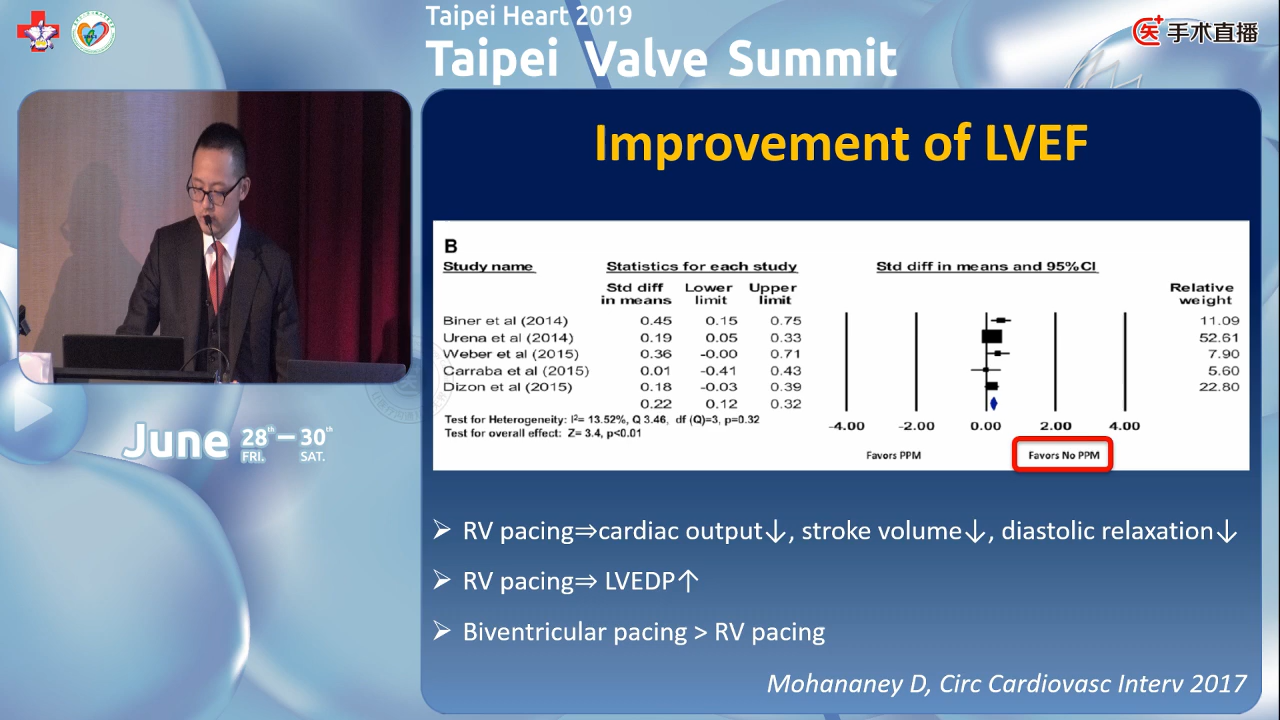 Taipei Heart 2019
Taipei Valve Summit
手术直播
Improvement of LVEF
B
Study name Statistics for each study Std diff in means and 95%CI
Std diff in means Lower limit Upper limit Relative weight
Biner et al (2014) 0.45 0.15 0.75 11.09
Urena et al (2014) 0.19 0.05 0.33 52.61
Weber et al (2015) 0.36 -0.00 0.71 7.90
Carraba et al (2015) 0.01 -0.41 0.43 5.60
Dizon et al (2015) 0.18 -0.03 0.39 22.80
0.22 0.12 0.32
Test for Heterogeneity: I²= 13.52%, Q 3.46, df (Q)=3, p=0.32
Test for overall effect: Z= 3.4, p<0.01
-4.00 -2.00 0.00 2.00 4.00
Favors PPM Favors No PPM
June 28th – 30th
FRI. SAT.
➢ RV pacing⇒cardiac output↓, stroke volume↓, diastolic relaxation↓
➢ RV pacing⇒ LVEDP↑
➢ Biventricular pacing > RV pacing
Mohananey D, Circ Cardiovasc Interv 2017